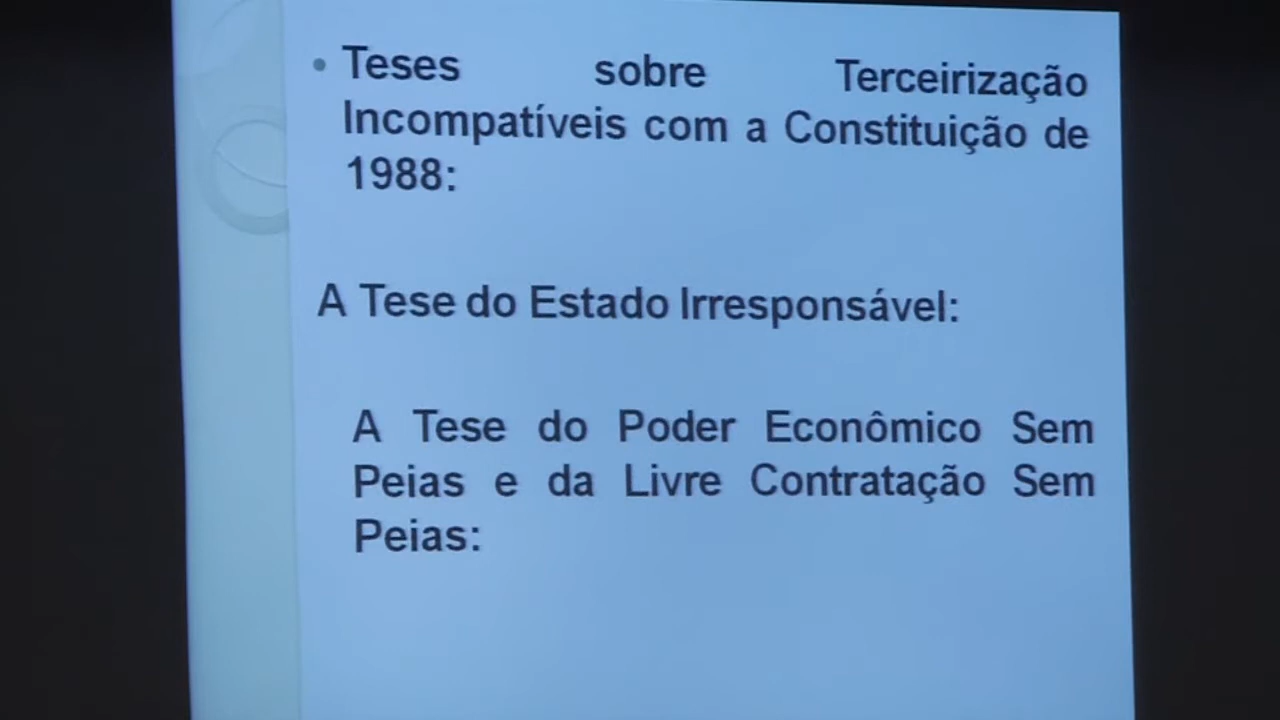 • Teses sobre Terceirização
Incompatíveis com a Constituição de
1988:
A Tese do Estado Irresponsável:
A Tese do Poder Econômico Sem
Peias e da Livre Contratação Sem
Peias: